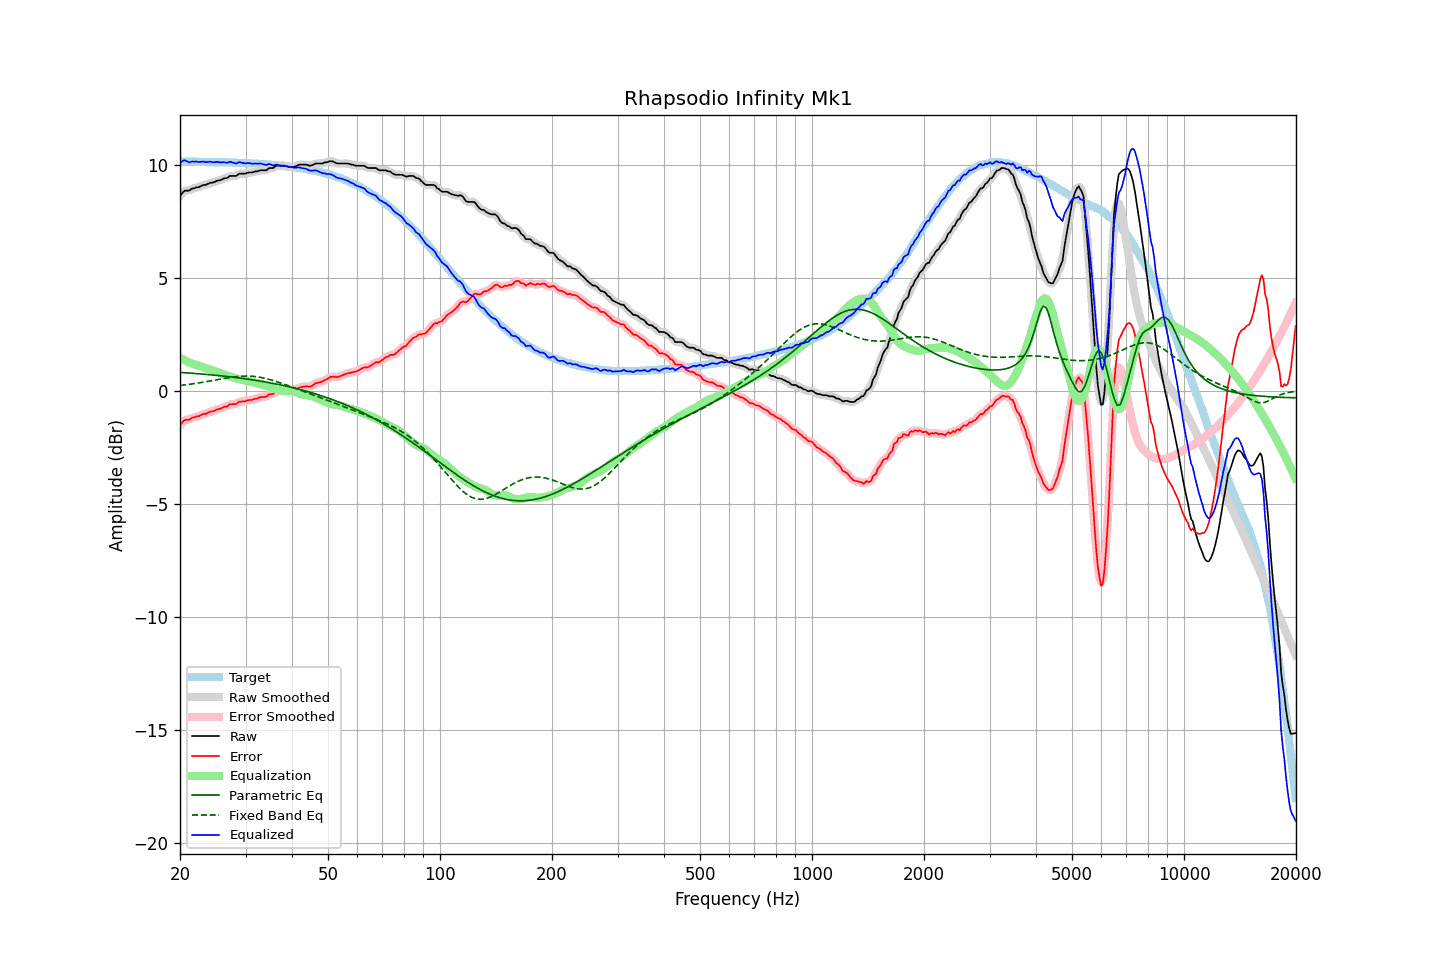 Rhapsodio Infinity Mk1
10
5
0
−5
−10
−15
−20
Amplitude (dBr)
Target
Raw Smoothed
Error Smoothed
Raw
Error
Equalization
Parametric Eq
Fixed Band Eq
Equalized
20 50 100 200 500 1000 2000 5000 10000 20000
Frequency (Hz)